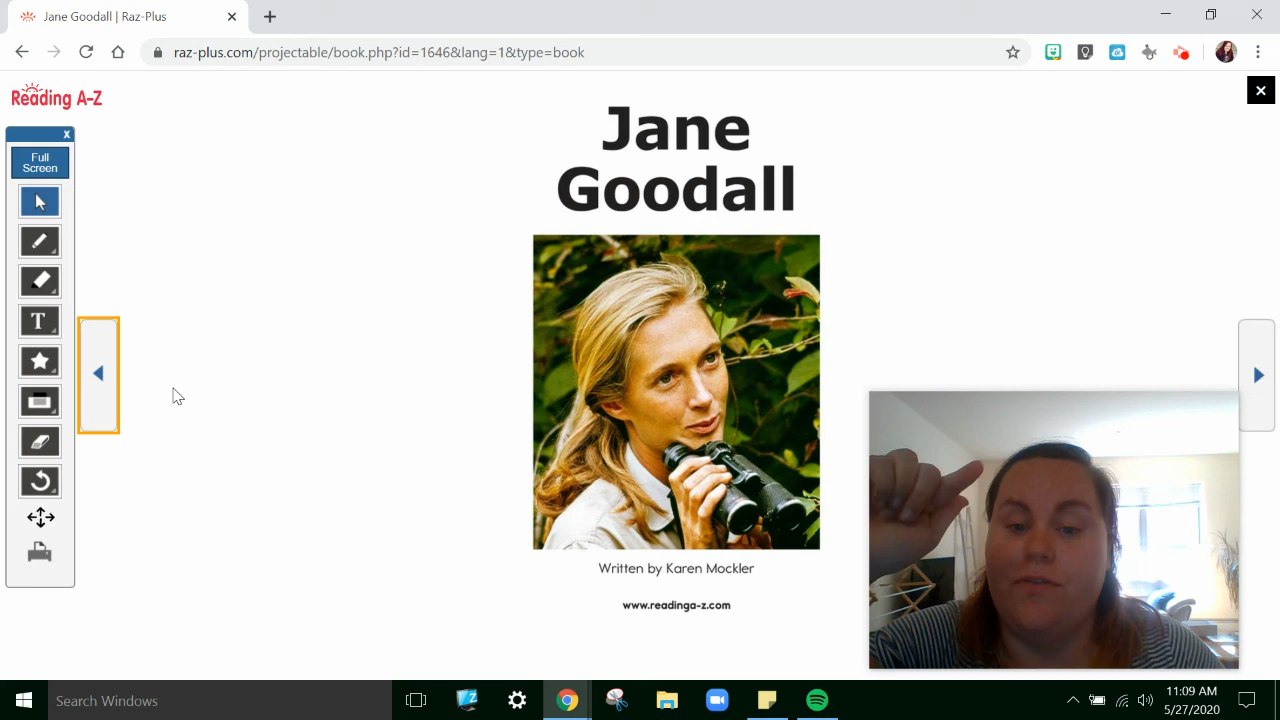 Jane Goodall | Raz-Plus
raz-plus.com/projectable/book.php?id=1646&lang=1&type=book
Reading A-Z
x
Full
Screen
T
Jane
Goodall
Written by Karen Mockler
www.readinga-z.com
Search Windows
11:09 AM
5/27/2020